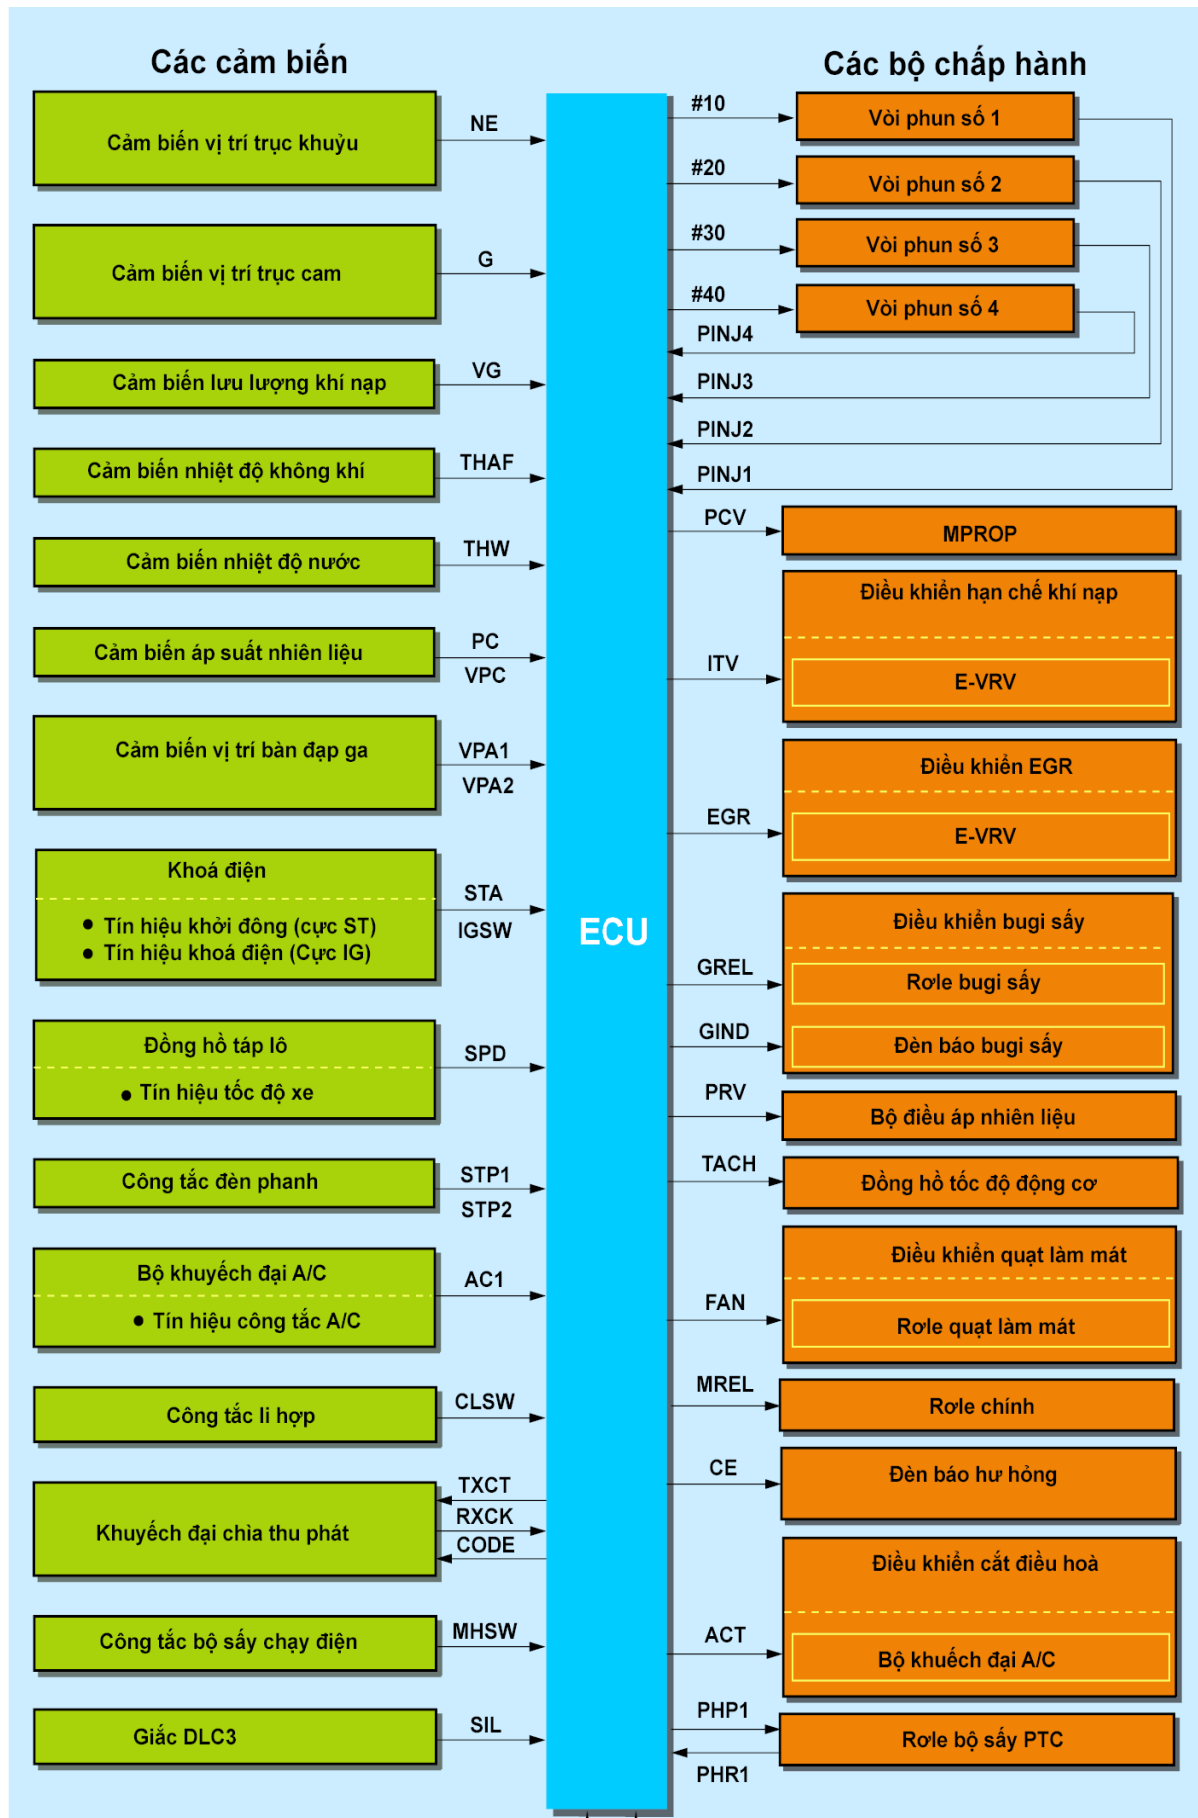 Các cảm biến
Cảm biến vị trí trục khuỷu
NE
Cảm biến vị trí trục cam
G
Cảm biến lưu lượng khí nạp
VG
Cảm biến nhiệt độ không khí
THAF
Cảm biến nhiệt độ nước
THW
Cảm biến áp suất nhiên liệu
PC
VPC
Cảm biến vị trí bàn đạp ga
VPA1
VPA2
Khoá điện
• Tín hiệu khởi đông (cực ST)
• Tín hiệu khoá điện (Cực IG)
STA
IGSW
Đồng hồ táp lô
• Tín hiệu tốc độ xe
SPD
Công tắc đèn phanh
STP1
STP2
Bộ khuyếch đại A/C
• Tín hiệu công tắc A/C
AC1
Công tắc li hợp
CLSW
Khuyếch đại chìa thu phát
TXCT
RXCK
CODE
Công tắc bộ sấy chạy điện
MHSW
Giắc DLC3
SIL
ECU
Các bộ chấp hành
#10
Vòi phun số 1
#20
Vòi phun số 2
#30
Vòi phun số 3
#40
Vòi phun số 4
PINJ4
PINJ3
PINJ2
PINJ1
PCV
MPROP
Điều khiển hạn chế khí nạp
ITV
E-VRV
Điều khiển EGR
EGR
E-VRV
Điều khiển bugi sấy
GREL
Rơle bugi sấy
GIND
Đèn báo bugi sấy
PRV
Bộ điều áp nhiên liệu
TACH
Đồng hồ tốc độ động cơ
Điều khiển quạt làm mát
FAN
Rơle quạt làm mát
MREL
Rơle chính
CE
Đèn báo hư hỏng
Điều khiển cắt điều hoà
ACT
Bộ khuếch đại A/C
PHP1
Rơle bộ sấy PTC
PHR1